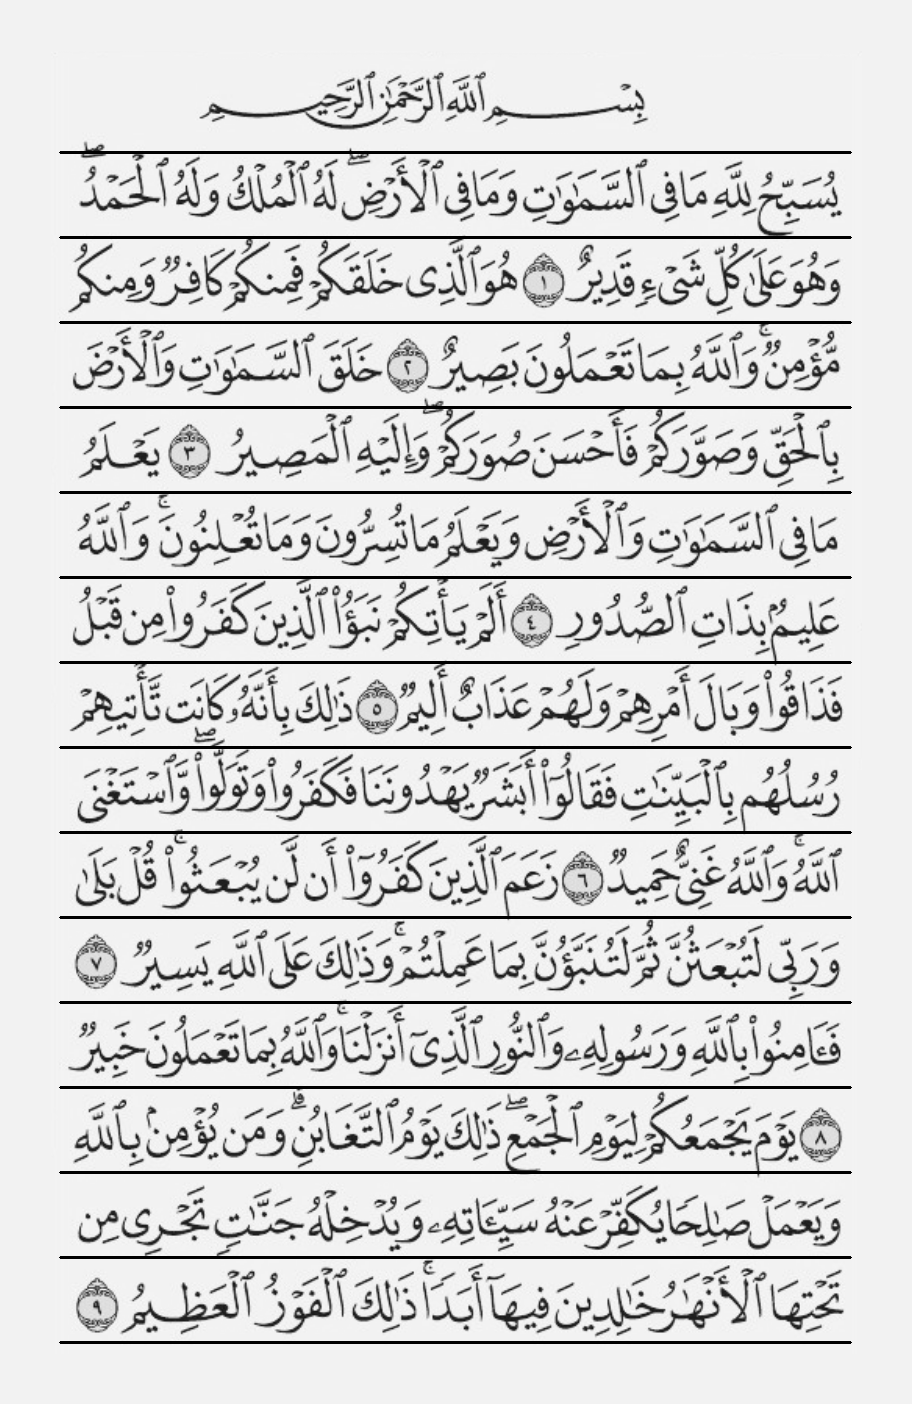 بِسْمِ ٱللَّهِ ٱلرَّحْمَٰنِ ٱلرَّحِيمِ
يُسَبِّحُ لِلَّهِ مَا فِى ٱلسَّمَٰوَٰتِ وَمَا فِى ٱلْأَرْضِ ۖ لَهُ ٱلْمُلْكُ وَلَهُ ٱلْحَمْدُ ۖ
وَهُوَ عَلَىٰ كُلِّ شَىْءٍ قَدِيرٌ ١ هُوَ ٱلَّذِى خَلَقَكُمْ فَمِنكُمْ كَافِرٌ وَمِنكُم
مُّؤْمِنٌ ۚ وَٱللَّهُ بِمَا تَعْمَلُونَ بَصِيرٌ ٢ خَلَقَ ٱلسَّمَٰوَٰتِ وَٱلْأَرْضَ
بِٱلْحَقِّ وَصَوَّرَكُمْ فَأَحْسَنَ صُوَرَكُمْ ۖ وَإِلَيْهِ ٱلْمَصِيرُ ٣ يَعْلَمُ
مَا فِى ٱلسَّمَٰوَٰتِ وَٱلْأَرْضِ وَيَعْلَمُ مَا تُسِرُّونَ وَمَا تُعْلِنُونَ ۚ وَٱللَّهُ
عَلِيمٌۢ بِذَاتِ ٱلصُّدُورِ ٤ أَلَمْ يَأْتِكُمْ نَبَؤُا۟ ٱلَّذِينَ كَفَرُوا۟ مِن قَبْلُ
فَذَاقُوا۟ وَبَالَ أَمْرِهِمْ وَلَهُمْ عَذَابٌ أَلِيمٌ ٥ ذَٰلِكَ بِأَنَّهُۥ كَانَت تَّأْتِيهِمْ
رُسُلُهُم بِٱلْبَيِّنَٰتِ فَقَالُوٓا۟ أَبَشَرٌ يَهْدُونَنَا فَكَفَرُوا۟ وَتَوَلَّوا۟ ۖ وَّٱسْتَغْنَى
ٱللَّهُ ۚ وَٱللَّهُ غَنِىٌّ حَمِيدٌ ٦ زَعَمَ ٱلَّذِينَ كَفَرُوٓا۟ أَن لَّن يُبْعَثُوا۟ ۚ قُلْ بَلَىٰ
وَرَبِّى لَتُبْعَثُنَّ ثُمَّ لَتُنَبَّؤُنَّ بِمَا عَمِلْتُمْ ۚ وَذَٰلِكَ عَلَى ٱللَّهِ يَسِيرٌ ٧
فَـَٔامِنُوا۟ بِٱللَّهِ وَرَسُولِهِۦ وَٱلنُّورِ ٱلَّذِىٓ أَنزَلْنَا ۚ وَٱللَّهُ بِمَا تَعْمَلُونَ خَبِيرٌ
٨ يَوْمَ يَجْمَعُكُمْ لِيَوْمِ ٱلْجَمْعِ ۖ ذَٰلِكَ يَوْمُ ٱلتَّغَابُنِ ۗ وَمَن يُؤْمِنۢ بِٱللَّهِ
وَيَعْمَلْ صَٰلِحًا يُكَفِّرْ عَنْهُ سَيِّـَٔاتِهِۦ وَيُدْخِلْهُ جَنَّٰتٍ تَجْرِى مِن
تَحْتِهَا ٱلْأَنْهَٰرُ خَٰلِدِينَ فِيهَآ أَبَدًا ۚ ذَٰلِكَ ٱلْفَوْزُ ٱلْعَظِيمُ ٩